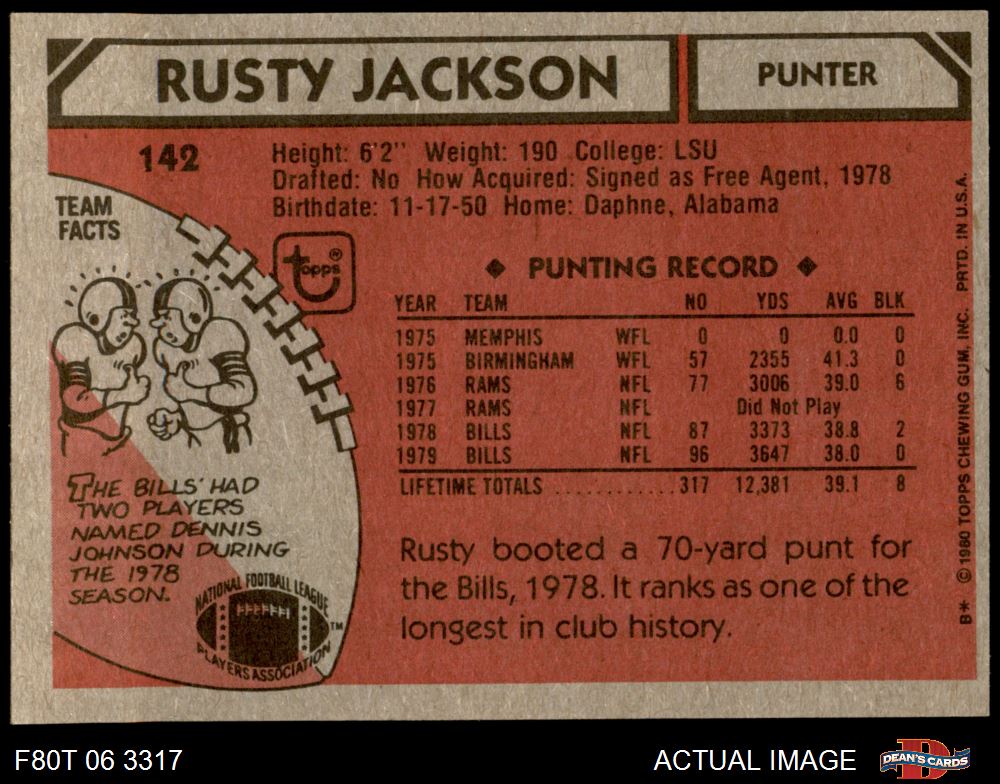 RUSTY JACKSON
PUNTER
142
Height: 6'2" Weight: 190 College: LSU
Drafted: No How Acquired: Signed as Free Agent, 1978
Birthdate: 11-17-50 Home: Daphne, Alabama
TEAM
FACTS
topps®
◆ PUNTING RECORD ◆
YEAR TEAM NO YDS AVG BLK
1975 MEMPHIS WFL 0 0 0.0 0
1975 BIRMINGHAM WFL 57 2355 41.3 0
1976 RAMS NFL 77 3006 39.0 6
1977 RAMS NFL Did Not Play
1978 BILLS NFL 87 3373 38.8 2
1979 BILLS NFL 96 3647 38.0 0
LIFETIME TOTALS ............ 317 12,381 39.1 8
THE BILLS' HAD
TWO PLAYERS
NAMED DENNIS
JOHNSON DURING
THE 1978
SEASON.
NATIONAL FOOTBALL LEAGUE
PLAYERS ASSOCIATION
TM
Rusty booted a 70-yard punt for
the Bills, 1978. It ranks as one of the
longest in club history.
B* ©1980 TOPPS CHEWING GUM, INC. PRTD. IN U.S.A.
F80T 06 3317
ACTUAL IMAGE
DEAN'S CARDS